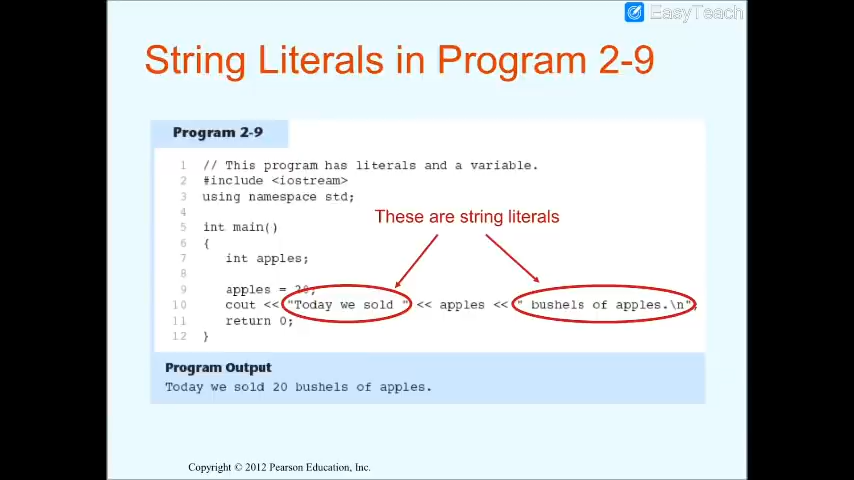 EasyTeach
String Literals in Program 2-9
Program 2-9
1 // This program has literals and a variable.
2 #include <iostream>
3 using namespace std;
4
These are string literals
5 int main()
6 {
7 int apples;
8
9 apples = 20;
10 cout << "Today we sold " << apples << " bushels of apples.\n";
11 return 0;
12 }
Program Output
Today we sold 20 bushels of apples.
Copyright © 2012 Pearson Education, Inc.